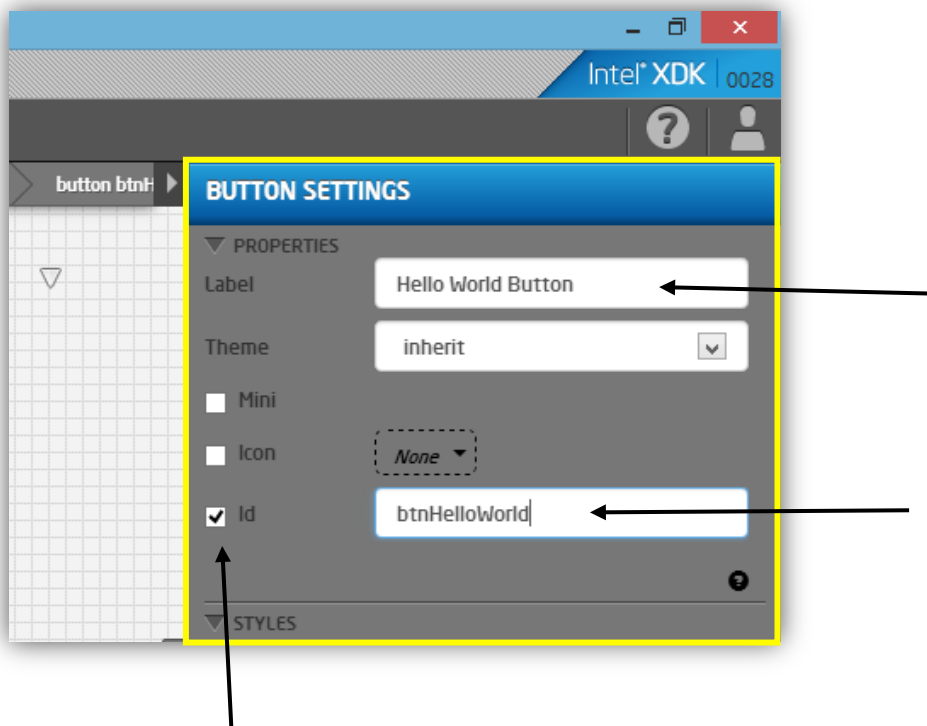 Intel® XDK 0028
button btnH
BUTTON SETTINGS
PROPERTIES
Label Hello World Button
Theme inherit
Mini
Icon None
Id btnHelloWorld
STYLES